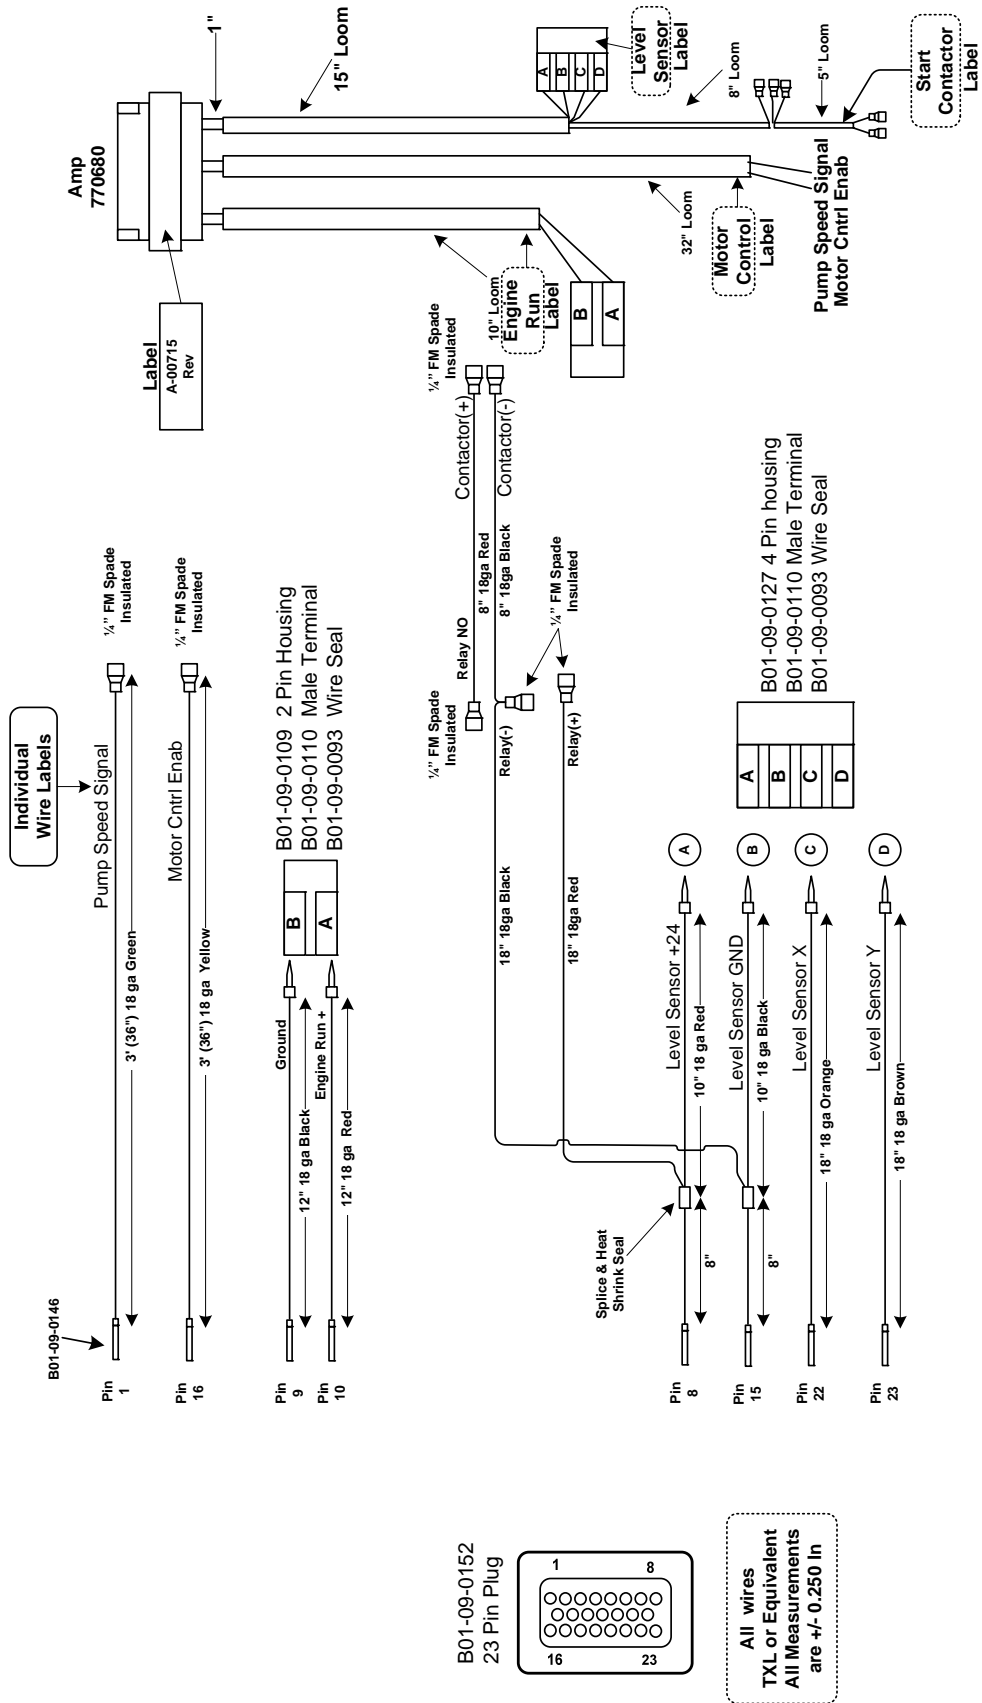 B01-09-0152
23 Pin Plug
1
8
16
23
All wires
TXL or Equivalent
All Measurements
are +/- 0.250 In
B01-09-0146
Pin
1
Pin
16
Pin
9
Pin
10
Pin
8
Pin
15
Pin
22
Pin
23
Individual
Wire Labels
Pump Speed Signal
3' (36") 18 ga Green
¼" FM Spade
Insulated
Motor Cntrl Enab
3' (36") 18 ga Yellow
¼" FM Spade
Insulated
Ground
12" 18 ga Black
Engine Run +
12" 18 ga Red
B
A
B01-09-0109 2 Pin Housing
B01-09-0110 Male Terminal
B01-09-0093 Wire Seal
¼" FM Spade
Insulated
Relay NO
8" 18ga Red
Contactor(+)
¼" FM Spade
Insulated
Contactor(-)
8" 18ga Black
Relay(-)
18" 18ga Black
¼" FM Spade
Insulated
Relay(+)
18" 18ga Red
Splice & Heat
Shrink Seal
8"
Level Sensor +24
10" 18 ga Red
A
8"
Level Sensor GND
10" 18 ga Black
B
Level Sensor X
18" 18 ga Orange
C
Level Sensor Y
18" 18 ga Brown
D
A
B
C
D
B01-09-0127 4 Pin housing
B01-09-0110 Male Terminal
B01-09-0093 Wire Seal
Label
A-00715
Rev
Amp
770680
1"
15" Loom
10" Loom
Engine
Run
Label
B
A
32" Loom
Motor
Control
Label
Pump Speed Signal
Motor Cntrl Enab
A
B
C
D
Level
Sensor
Label
8" Loom
5" Loom
Start
Contactor
Label